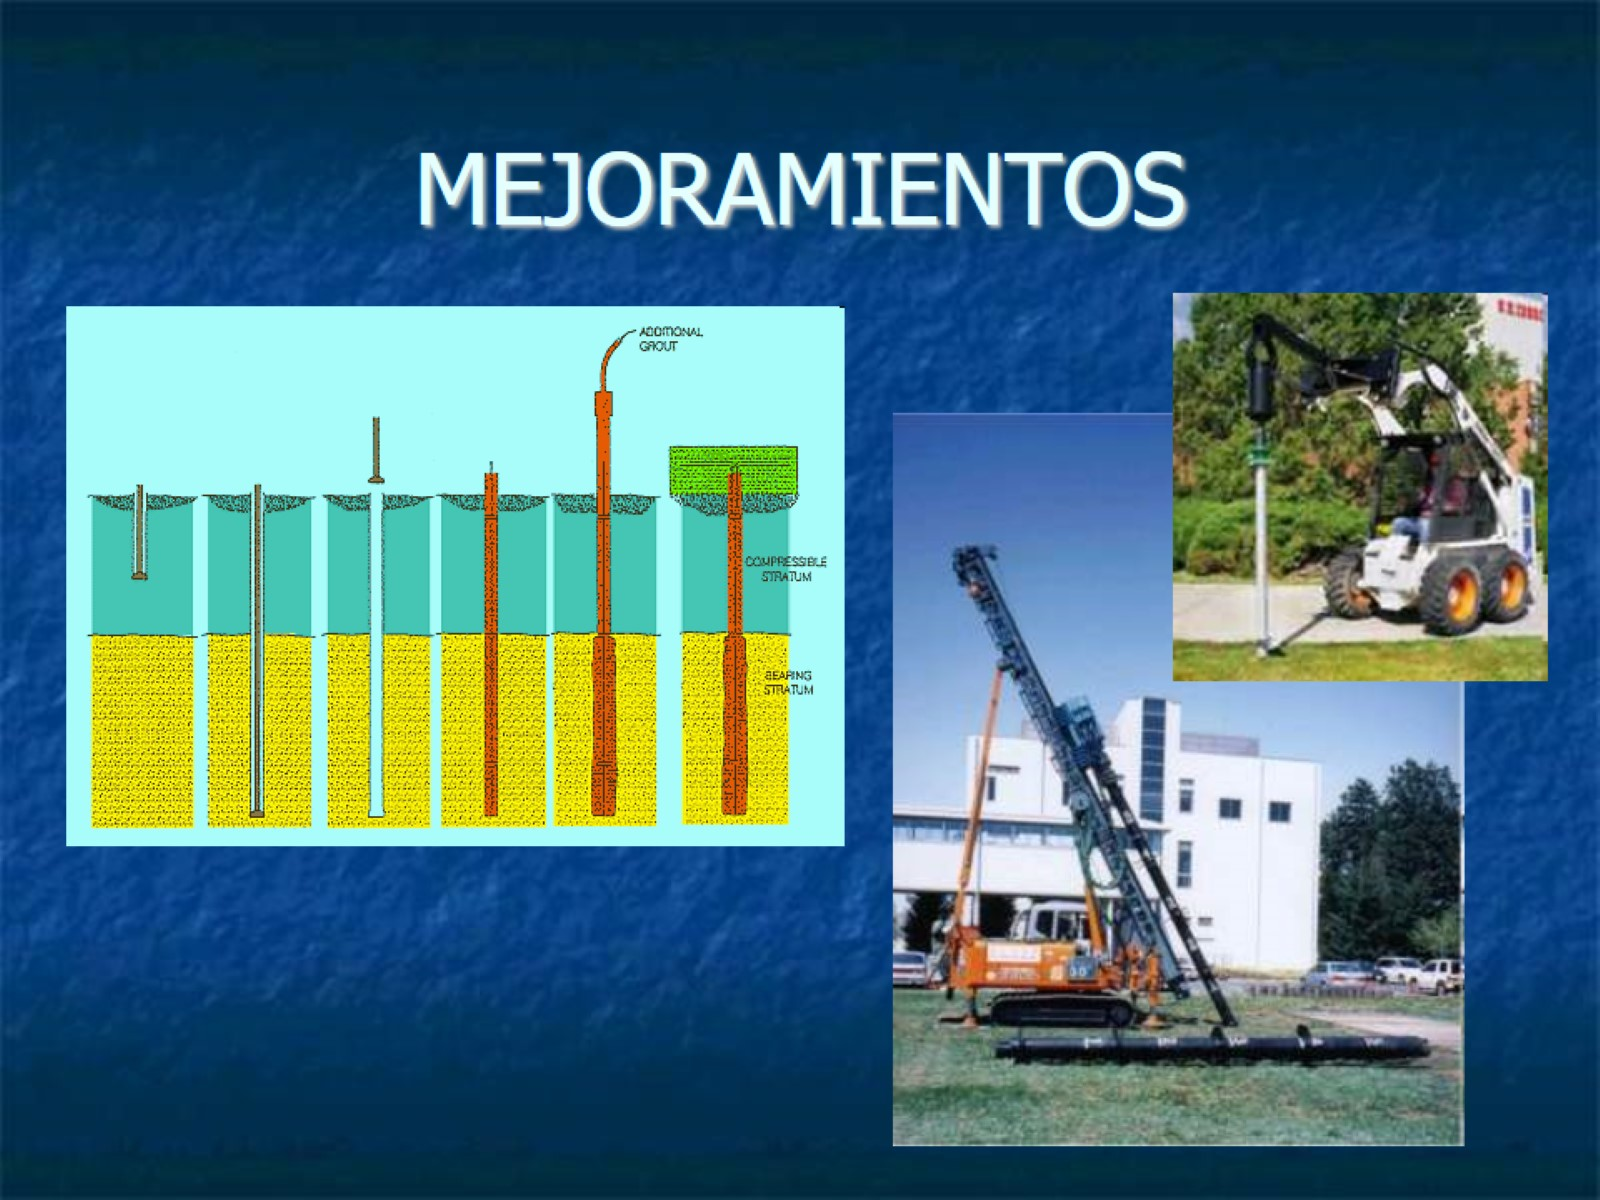 MEJORAMIENTOS
ADDITIONAL
GROUT
COMPRESSIBLE
STRATUM
BEARING
STRATUM